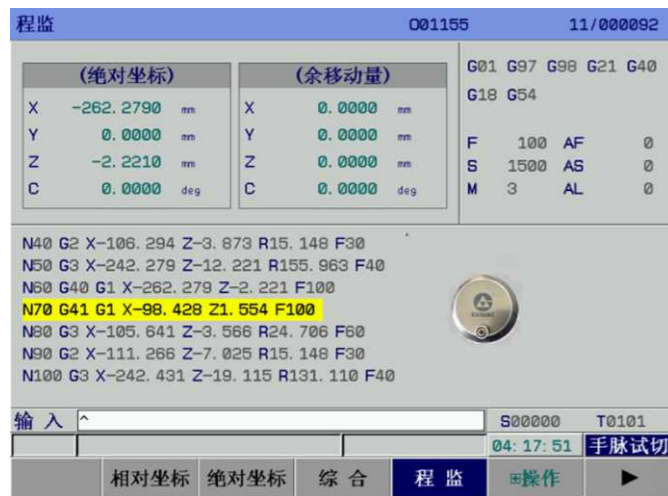 程监 O01155 11/000092
(绝对坐标) (余移动量)
X -262.2790 mm X 0.0000 mm
Y 0.0000 mm Y 0.0000 mm
Z -2.2210 mm Z 0.0000 mm
C 0.0000 deg C 0.0000 deg
G01 G97 G98 G21 G40
G18 G54
F 100 AF 0
S 1500 AS 0
M 3 AL 0
N40 G2 X-106.294 Z-3.873 R15.148 F30
N50 G3 X-242.279 Z-12.221 R155.963 F40
N60 G40 G1 X-262.279 Z-2.221 F100
N70 G41 G1 X-98.428 Z1.554 F100
N80 G3 X-105.641 Z-3.566 R24.706 F60
N90 G2 X-111.266 Z-7.025 R15.148 F30
N100 G3 X-242.431 Z-19.115 R131.110 F40
输入 ^ S00000 T0101
04:17:51 手脉试切
相对坐标 绝对坐标 综合 程监 ⊞操作 ▶